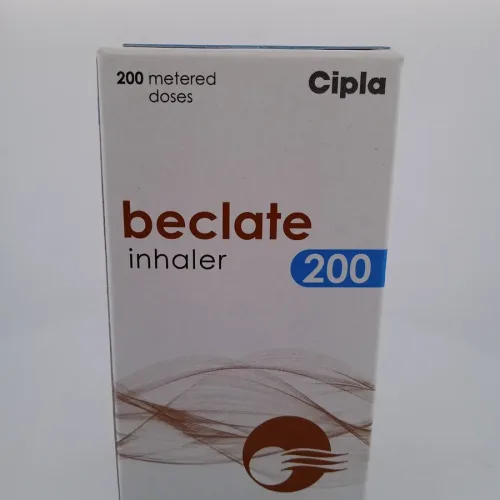 200 metered
doses
Cipla
beclate
inhaler
200